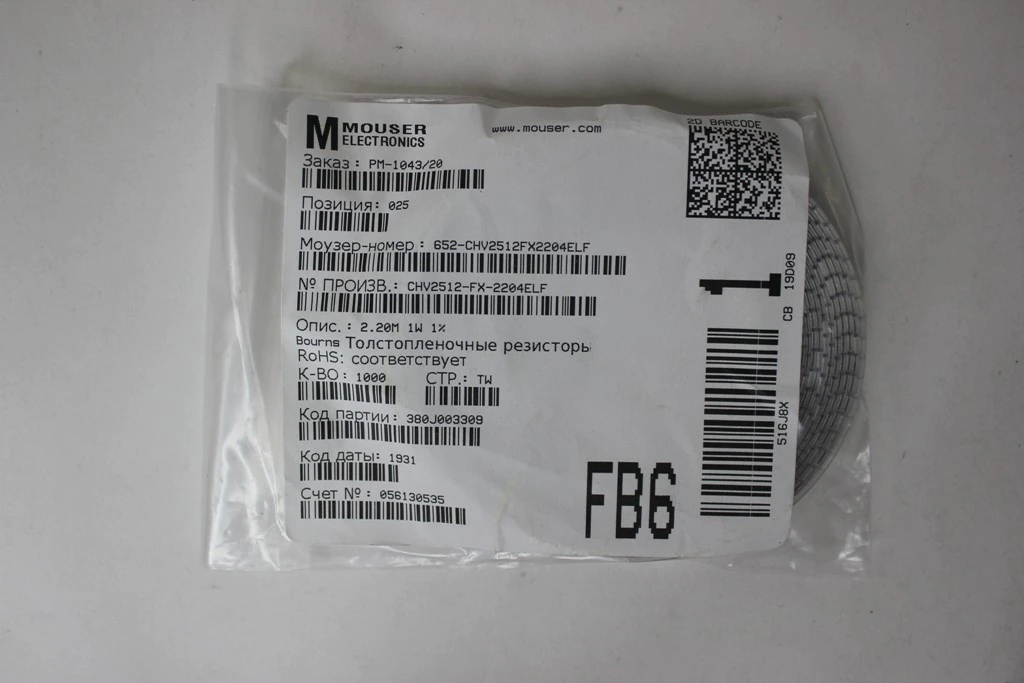 MOUSER
ELECTRONICS
www.mouser.com
2D BARCODE
Заказ : PM-1043/20
Позиция: 025
Моузер-номер : 652-CHV2512FX2204ELF
№ ПРОИЗВ.: CHV2512-FX-2204ELF
Опис. : 2.20M 1W 1%
Bourns Толстопленочные резисторы
RoHS: соответствует
К-ВО : 1000 СТР.: TW
Код партии: 380J003309
Код даты: 1931
Счет № : 056130535
FB6
CB 19D09
516J8X